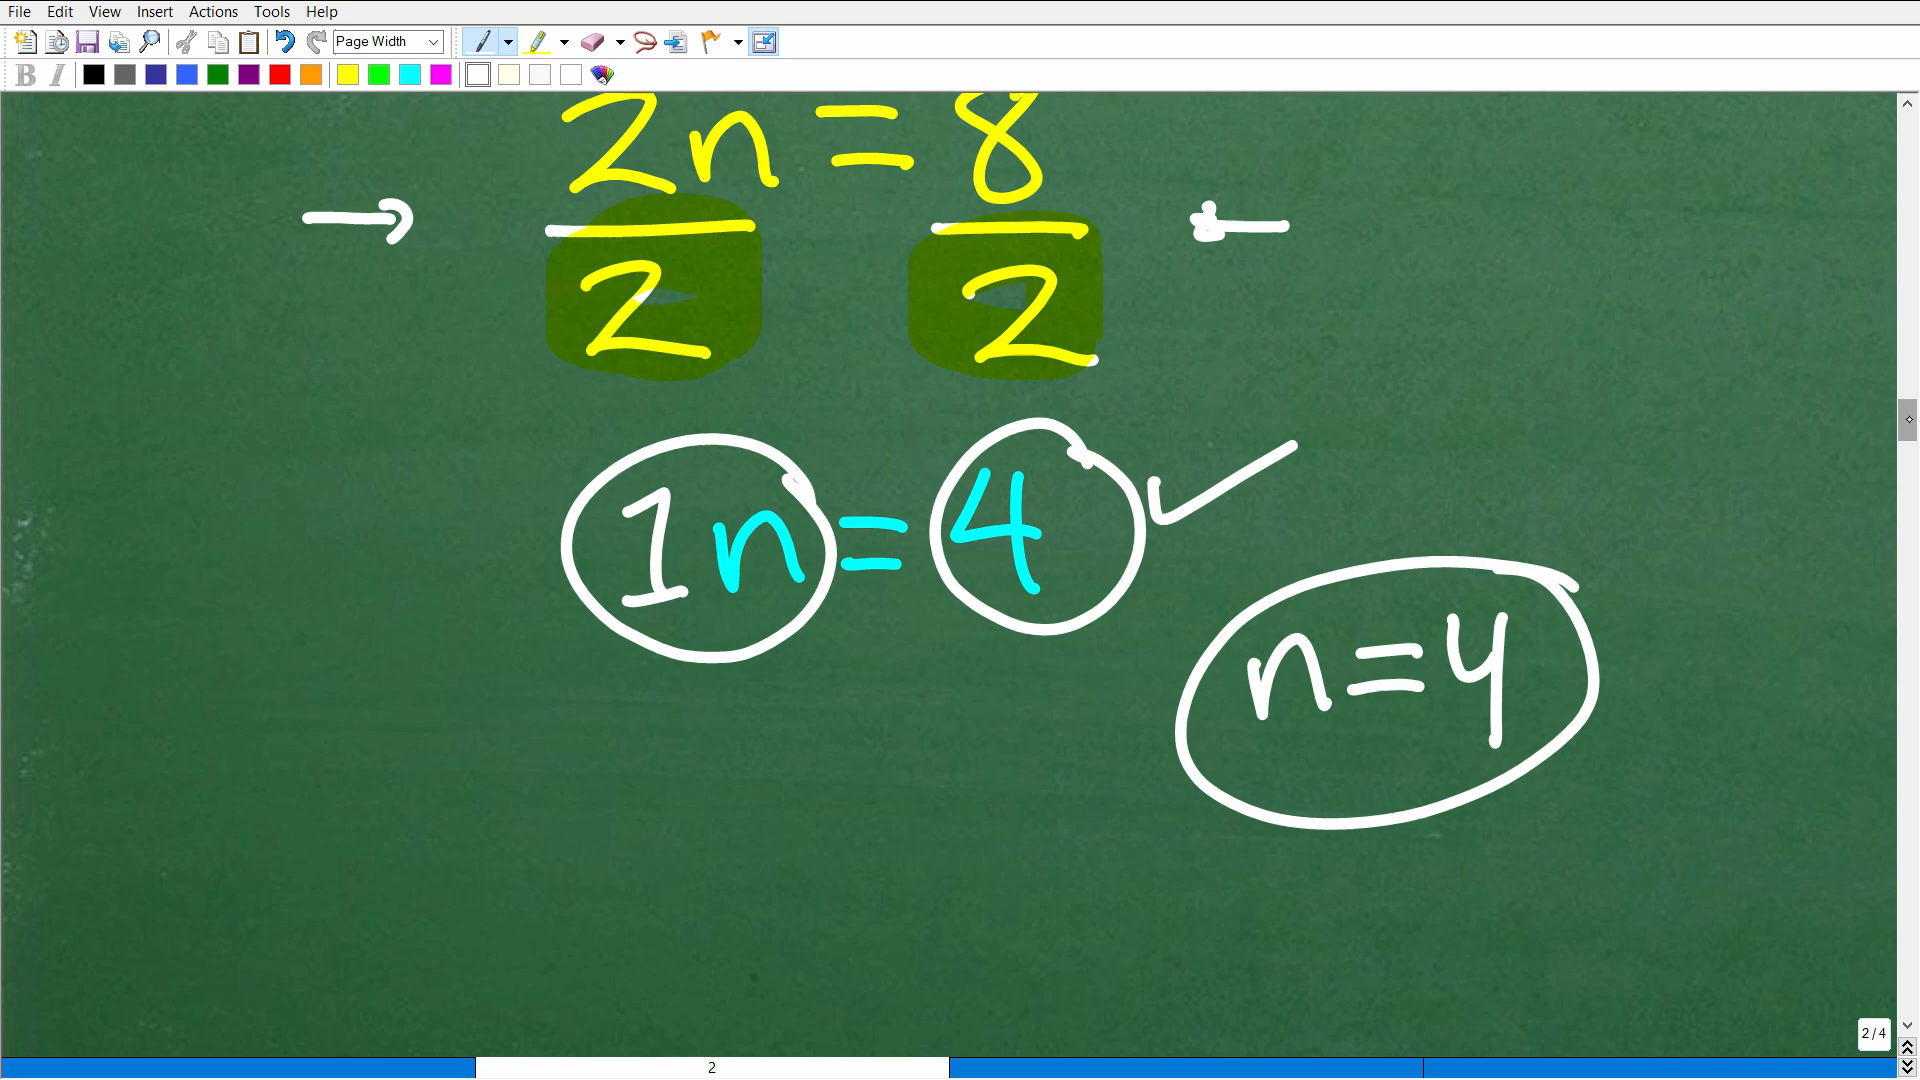 File Edit View Insert Actions Tools Help
Page Width
B I
2n = 8
2 2
1n = 4
n = 4
2 / 4
2